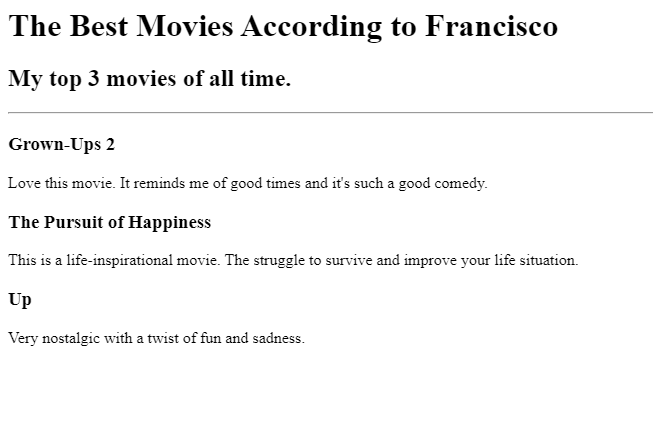 The Best Movies According to Francisco
My top 3 movies of all time.
Grown-Ups 2
Love this movie. It reminds me of good times and it's such a good comedy.
The Pursuit of Happiness
This is a life-inspirational movie. The struggle to survive and improve your life situation.
Up
Very nostalgic with a twist of fun and sadness.